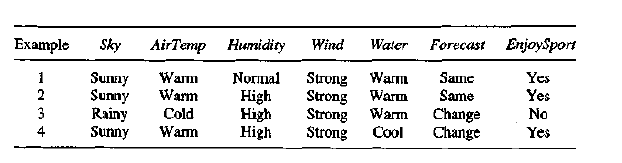 Example Sky AirTemp Humidity Wind Water Forecast EnjoySport
1 Sunny Warm Normal Strong Warm Same Yes
2 Sunny Warm High Strong Warm Same Yes
3 Rainy Cold High Strong Warm Change No
4 Sunny Warm High Strong Cool Change Yes